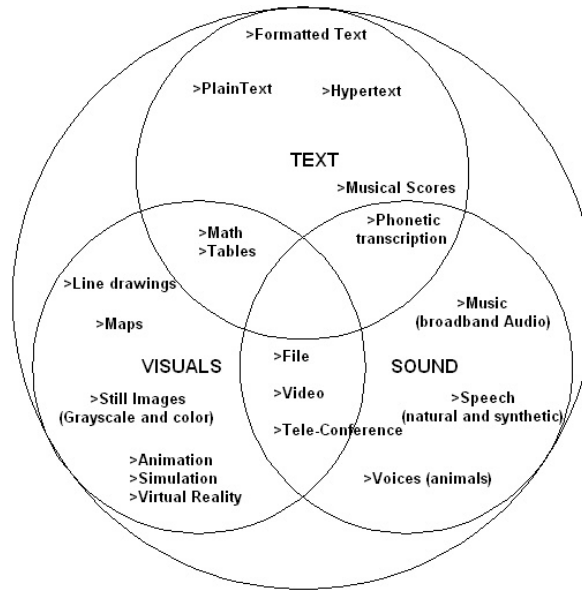 >Formatted Text
>PlainText
>Hypertext
TEXT
>Musical Scores
>Phonetic
transcription
>Math
>Tables
>Line drawings
>Maps
>Music
(broadband Audio)
VISUALS
>File
SOUND
>Still Images
(Grayscale and color)
>Video
>Speech
(natural and synthetic)
>Tele-Conference
>Animation
>Simulation
>Virtual Reality
>Voices (animals)